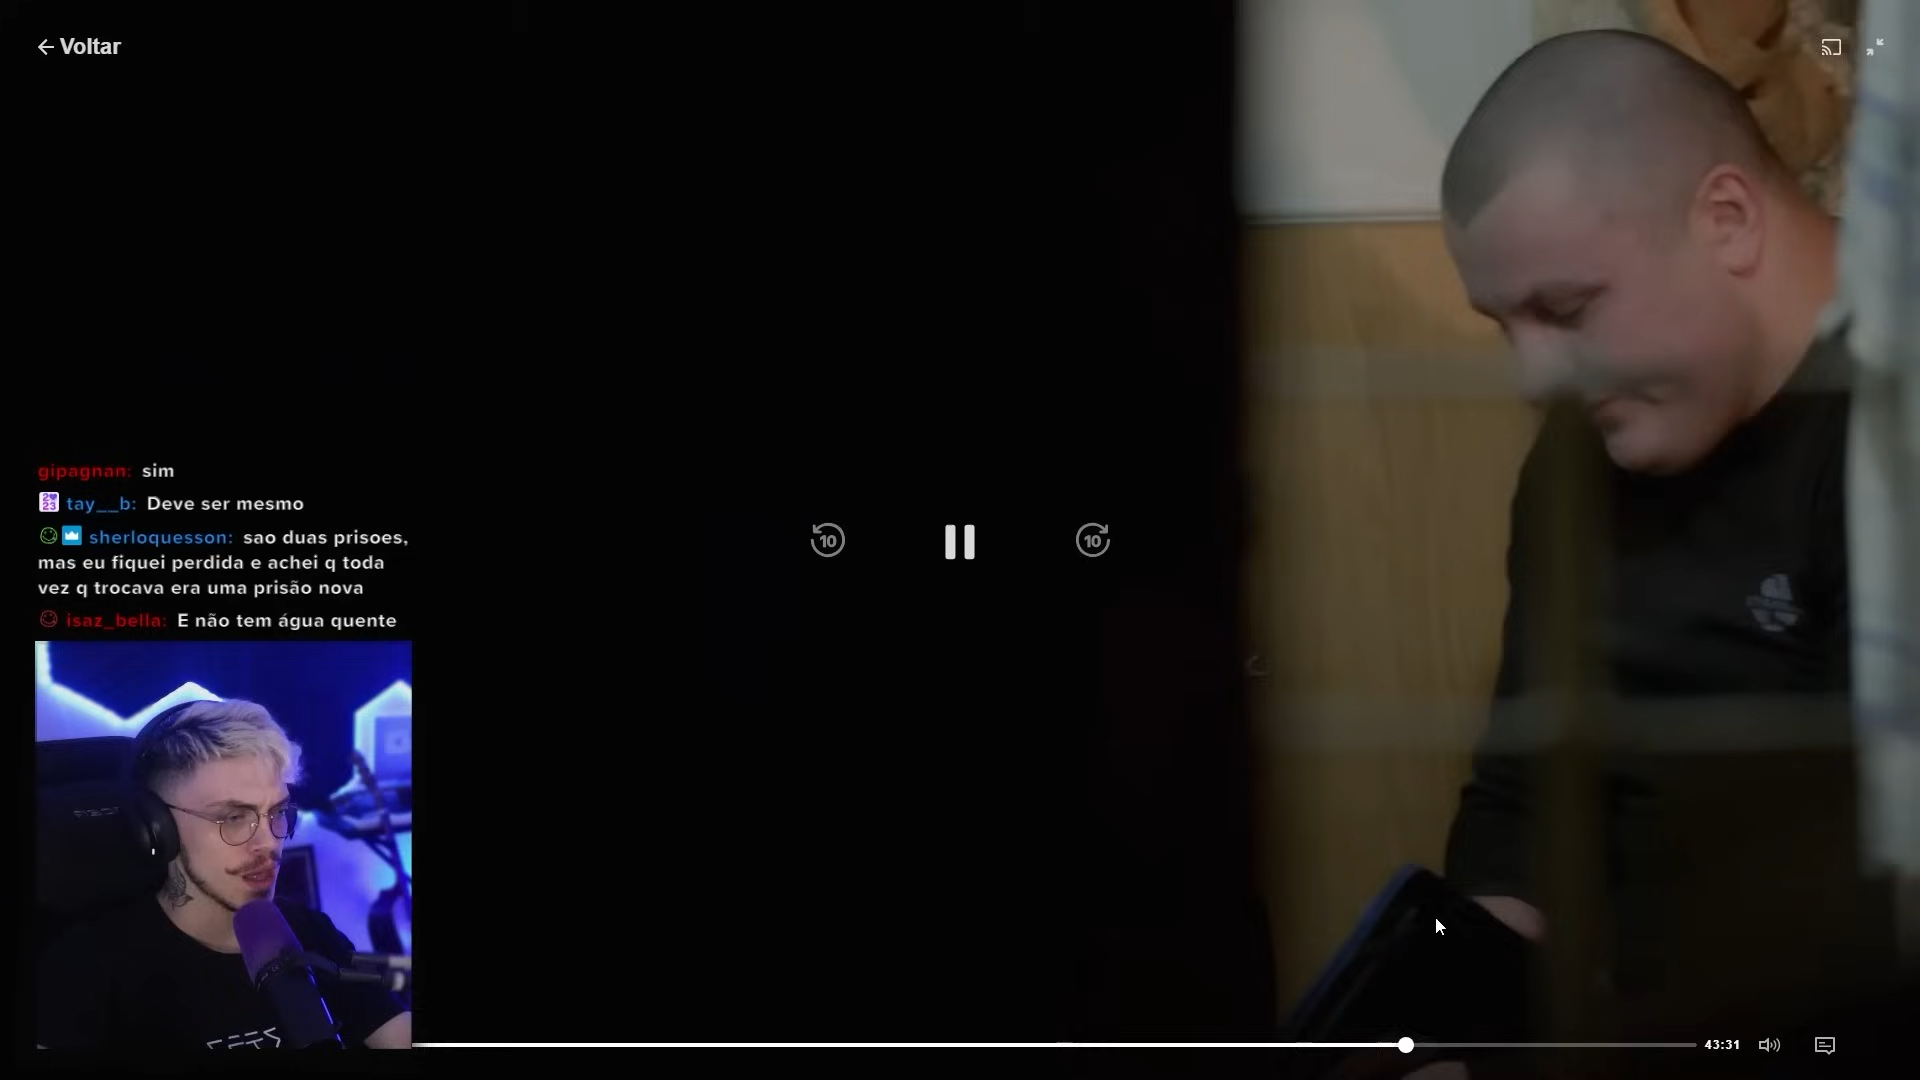 Voltar
gipagnan: sim
tay__b: Deve ser mesmo
sherloquesson: sao duas prisoes,
mas eu fiquei perdida e achei q toda
vez q trocava era uma prisão nova
isaz_bella: E não tem água quente
10
10
43:31